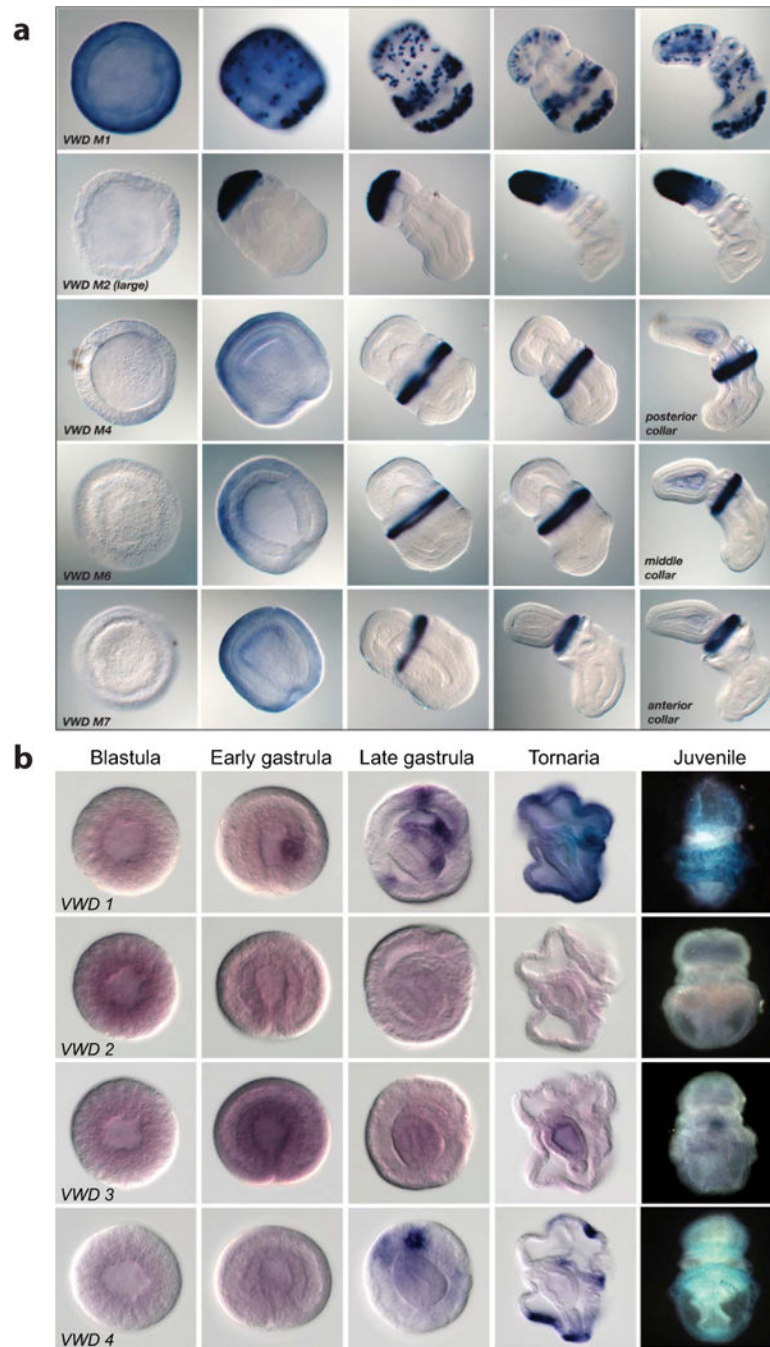 a
VWD M1
VWD M2 (large)
VWD M4
posterior
collar
VWD M6
middle
collar
VWD M7
anterior
collar
b
Blastula
Early gastrula
Late gastrula
Tornaria
Juvenile
VWD 1
VWD 2
VWD 3
VWD 4